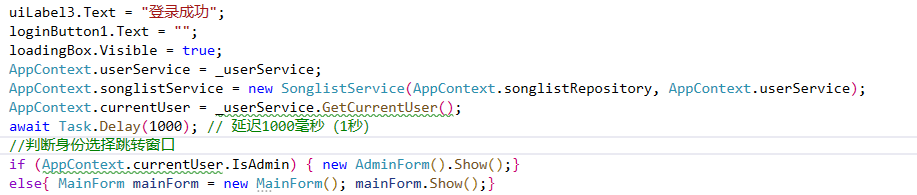 uiLabel3.Text = "登录成功";
loginButton1.Text = "";
loadingBox.Visible = true;
AppContext.userService = _userService;
AppContext.songlistService = new SonglistService(AppContext.songlistRepository, AppContext.userService);
AppContext.currentUser = _userService.GetCurrentUser();
await Task.Delay(1000); // 延迟1000毫秒 (1秒)
//判断身份选择跳转窗口
if (AppContext.currentUser.IsAdmin) { new AdminForm().Show();}
else{ MainForm mainForm = new MainForm(); mainForm.Show();}